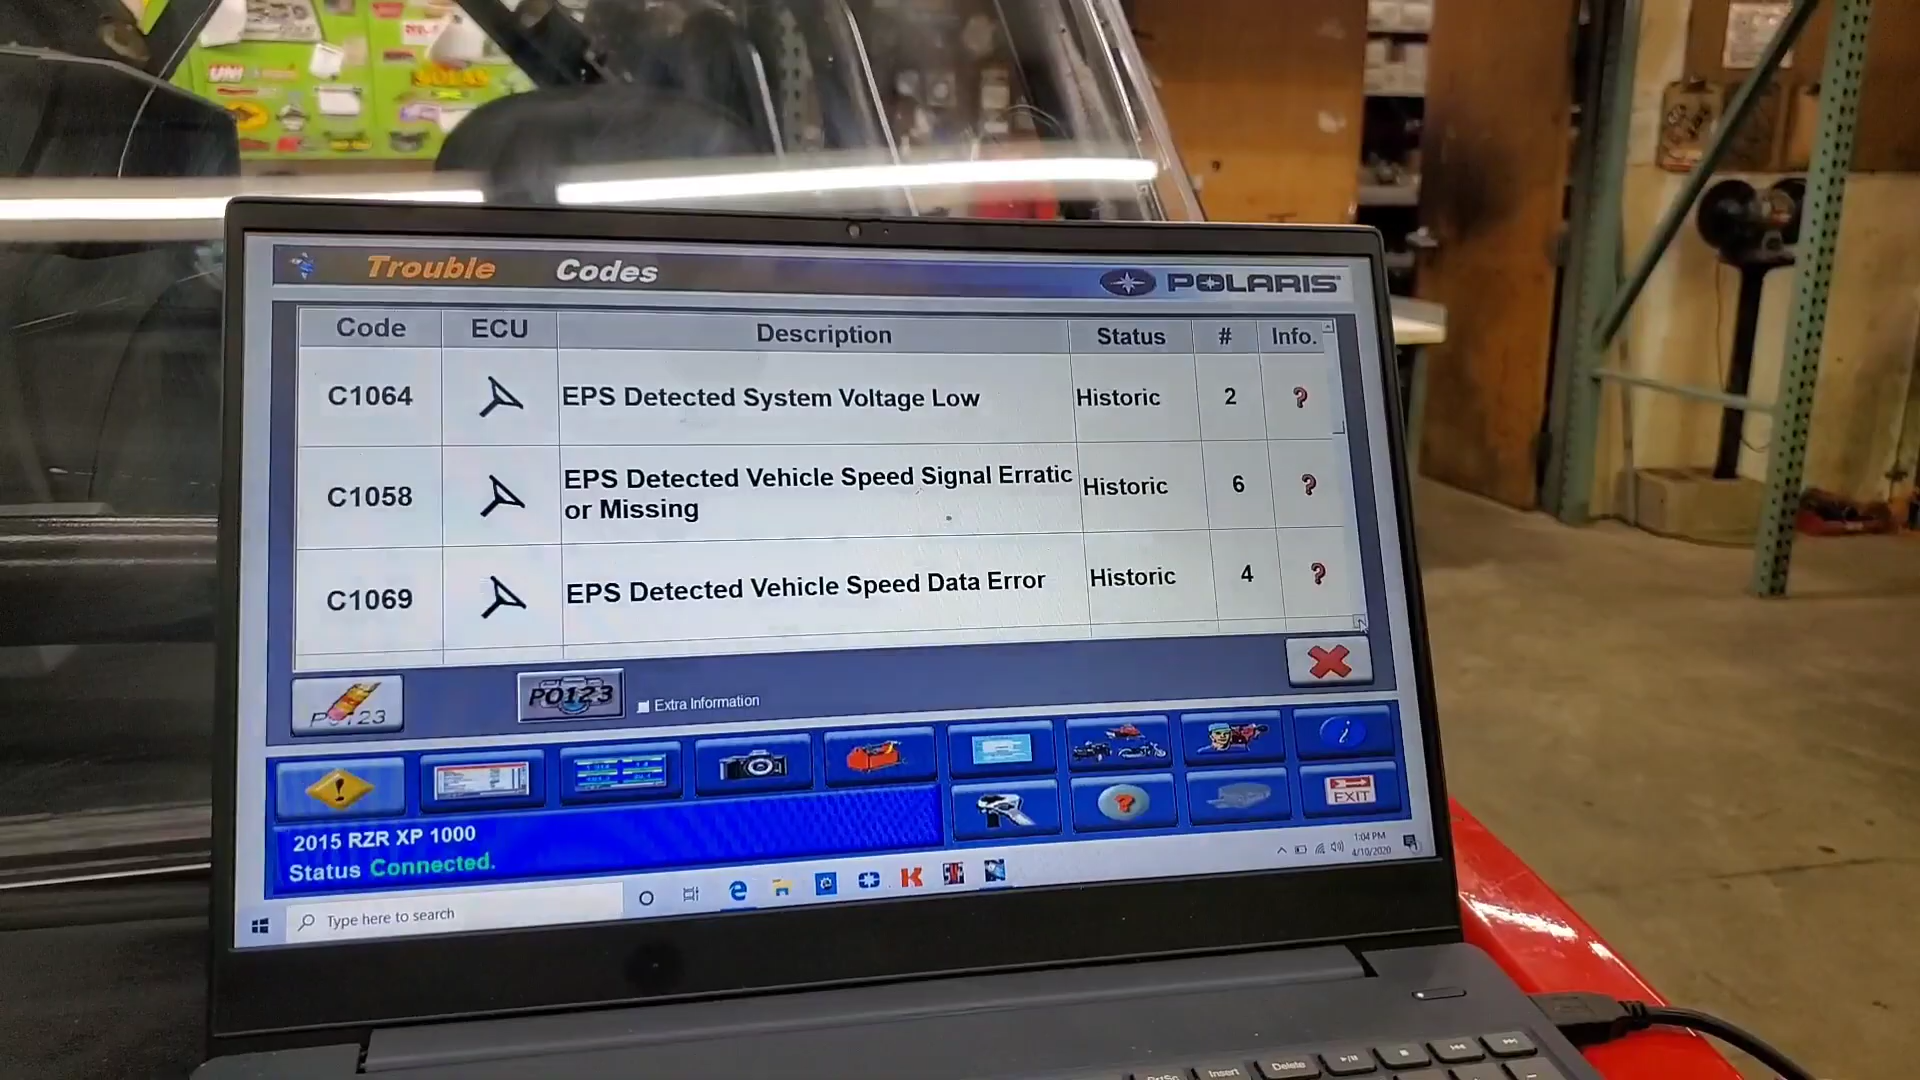 Trouble Codes
POLARIS
Code ECU Description Status # Info.
C1064 EPS Detected System Voltage Low Historic 2 ?
C1058 EPS Detected Vehicle Speed Signal Erratic
or Missing Historic 6 ?
C1069 EPS Detected Vehicle Speed Data Error Historic 4 ?
P0123
Extra Information
2015 RZR XP 1000
Status Connected.
EXIT
1:04 PM
4/10/2020
Type here to search
Insert
Delete